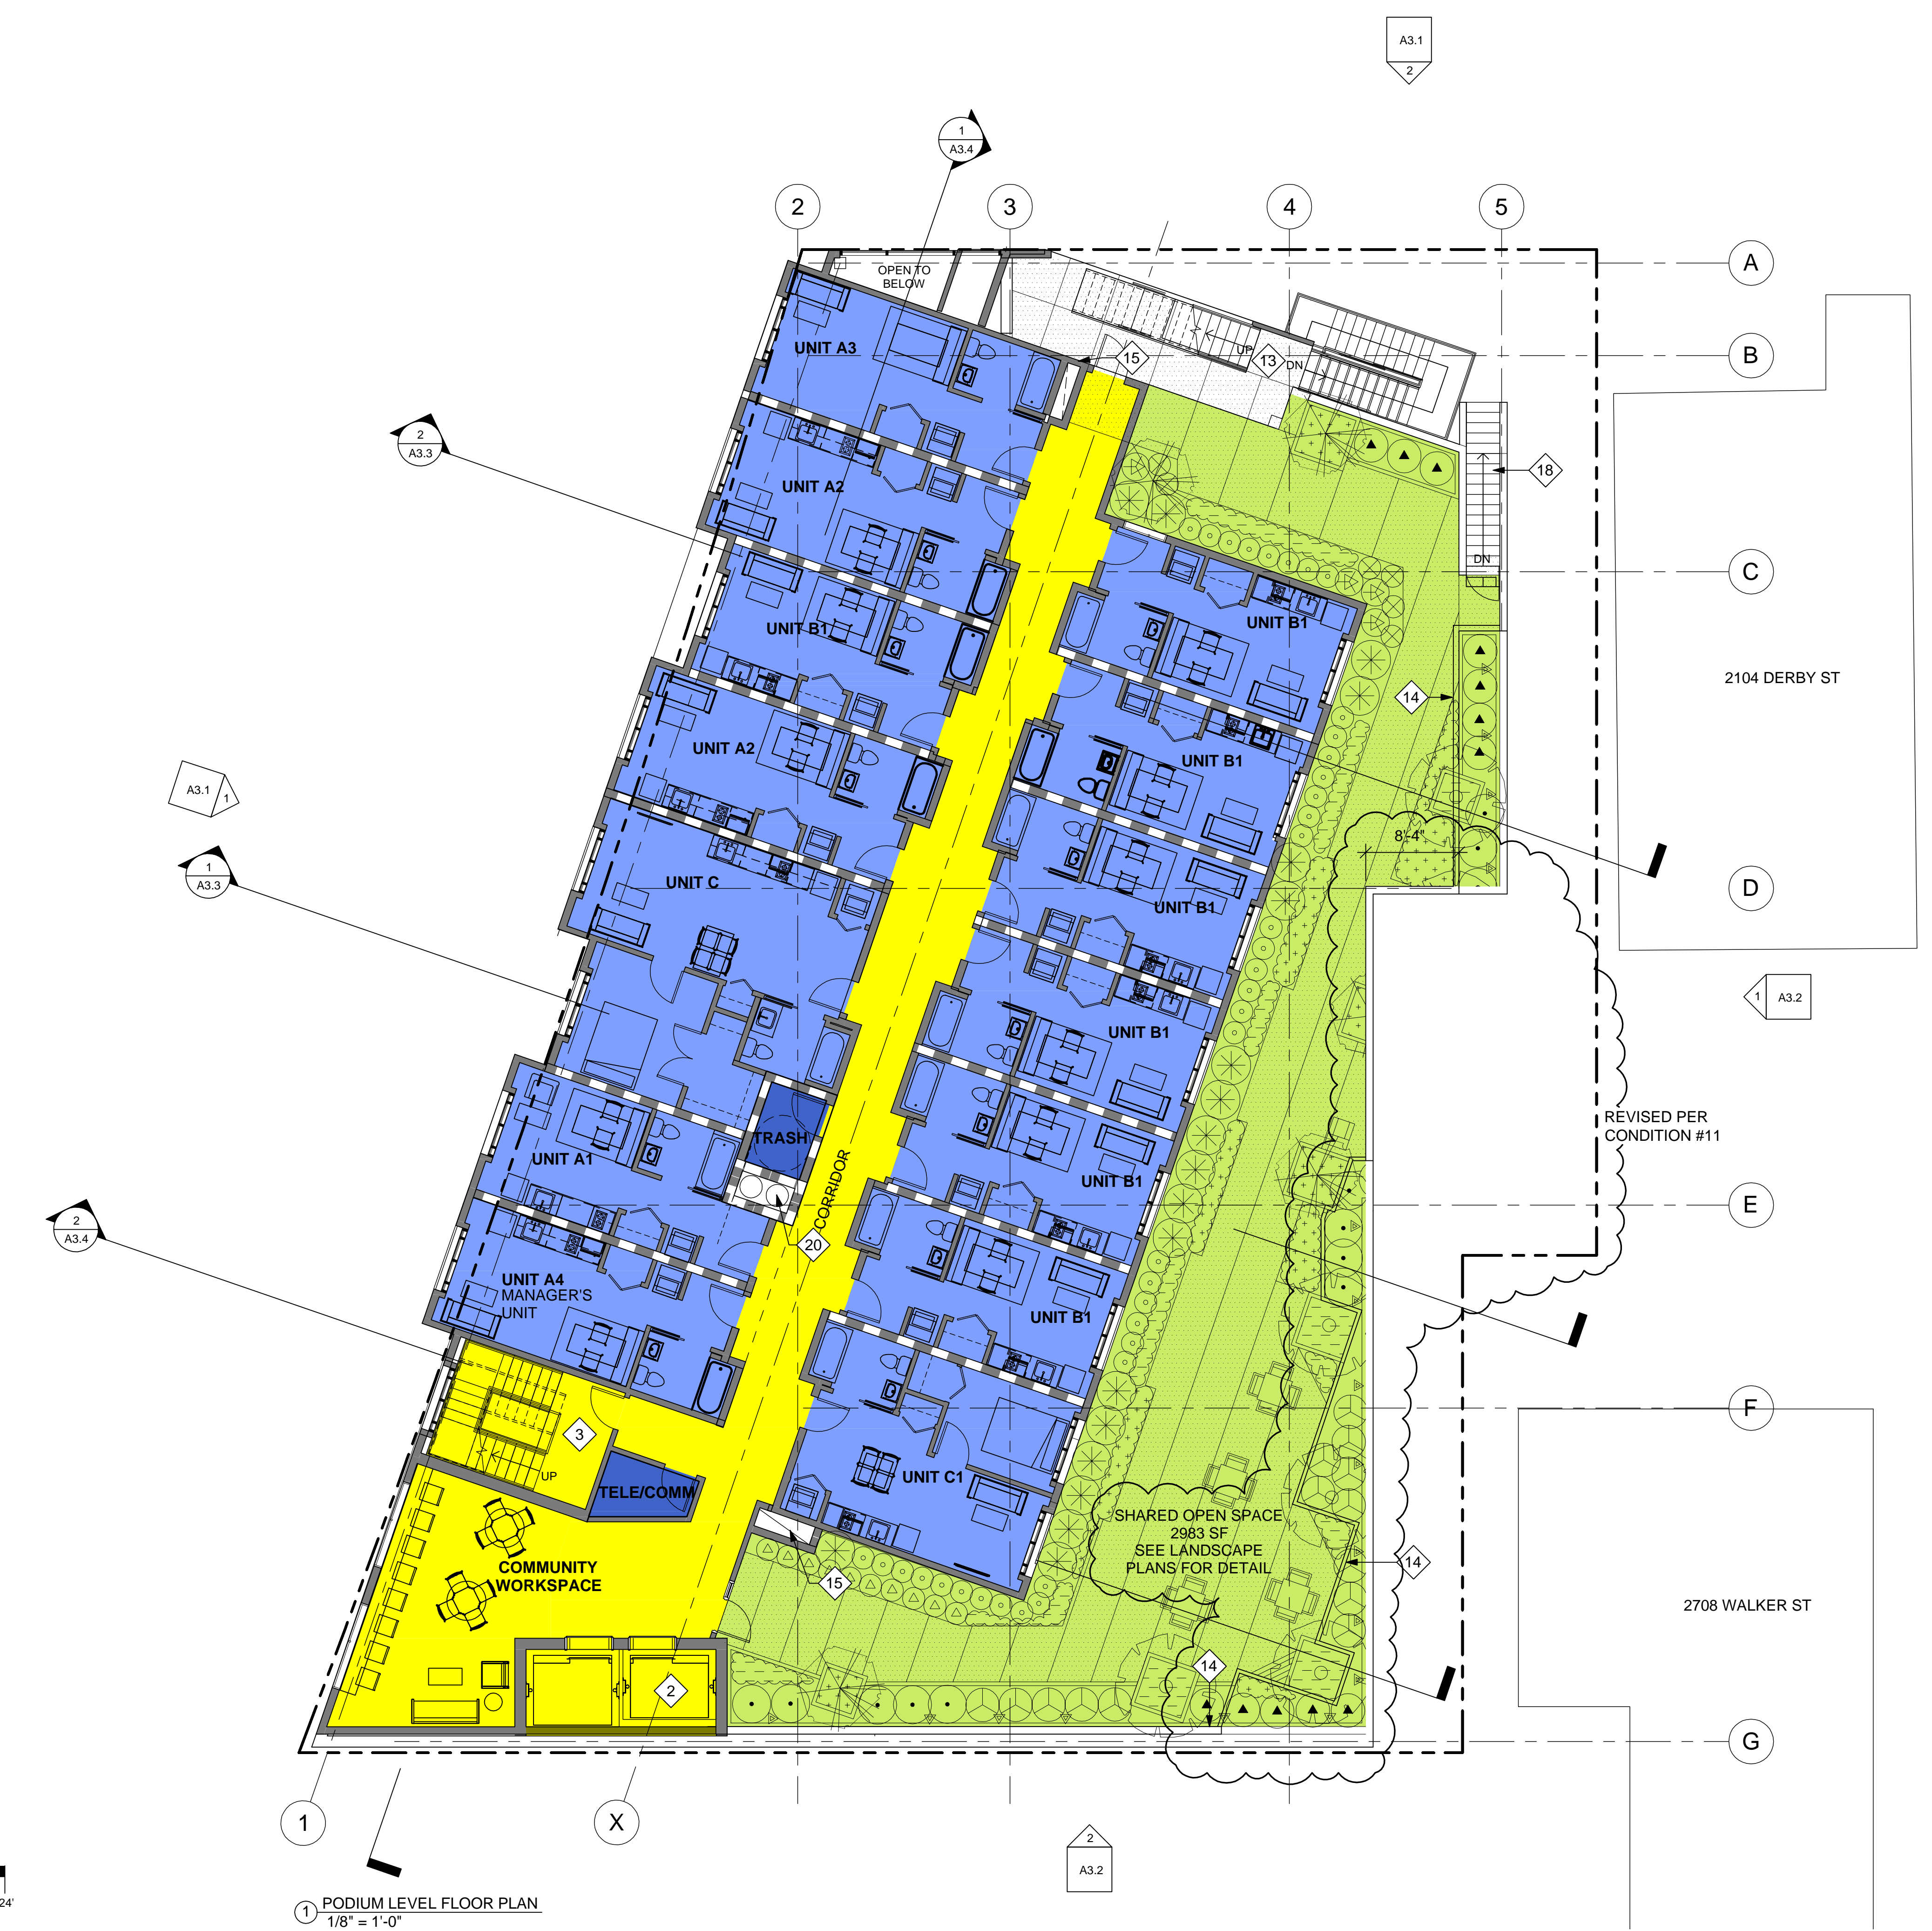 A3.1
2
1
A3.4
2
3
4
5
A
OPEN TO
BELOW
UNIT A3
15
UP
13
DN
B
2
A3.3
UNIT A2
18
DN
C
UNIT B1
UNIT B1
2104 DERBY ST
14
UNIT A2
UNIT B1
A3.1
1
8'-4"
1
A3.3
UNIT C
D
UNIT B1
1
A3.2
UNIT B1
REVISED PER
CONDITION #11
TRASH
UNIT A1
CORRIDOR
UNIT B1
E
2
A3.4
20
UNIT A4
MANAGER'S
UNIT
UNIT B1
F
3
UP
UNIT C1
TELE/COMM
SHARED OPEN SPACE
2983 SF
SEE LANDSCAPE
PLANS FOR DETAIL
14
COMMUNITY
WORKSPACE
15
2708 WALKER ST
14
2
G
1
X
2
A3.2
24'
1
PODIUM LEVEL FLOOR PLAN
1/8" = 1'-0"